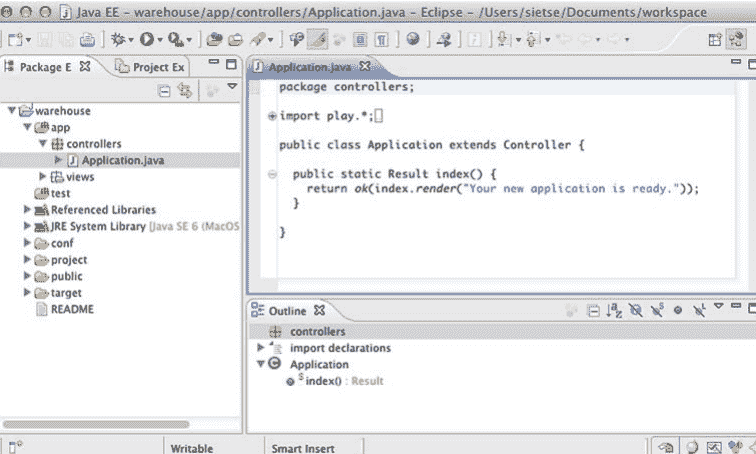 Java EE - warehouse/app/controllers/Application.java - Eclipse - /Users/sietse/Documents/workspace
Package E
Project Ex
warehouse
app
controllers
Application.java
views
test
Referenced Libraries
JRE System Library [Java SE 6 (MacOS
conf
project
public
target
README
Application.java
package controllers;
import play.*;
public class Application extends Controller {
public static Result index() {
return ok(index.render("Your new application is ready."));
}
}
Outline
controllers
import declarations
Application
index() : Result
Writable
Smart Insert